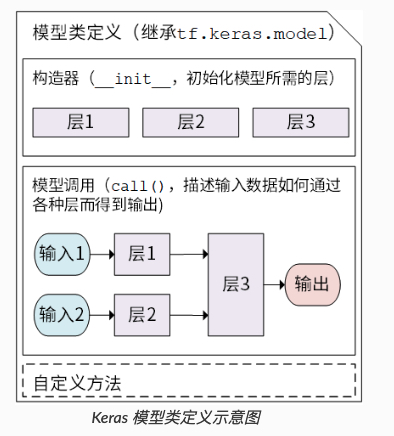 模型类定义（继承tf.keras.model）
构造器（__init__，初始化模型所需的层）
层1 层2 层3
模型调用（call()，描述输入数据如何通过
各种层而得到输出)
输入1 层1
层3 输出
输入2 层2
自定义方法
Keras 模型类定义示意图